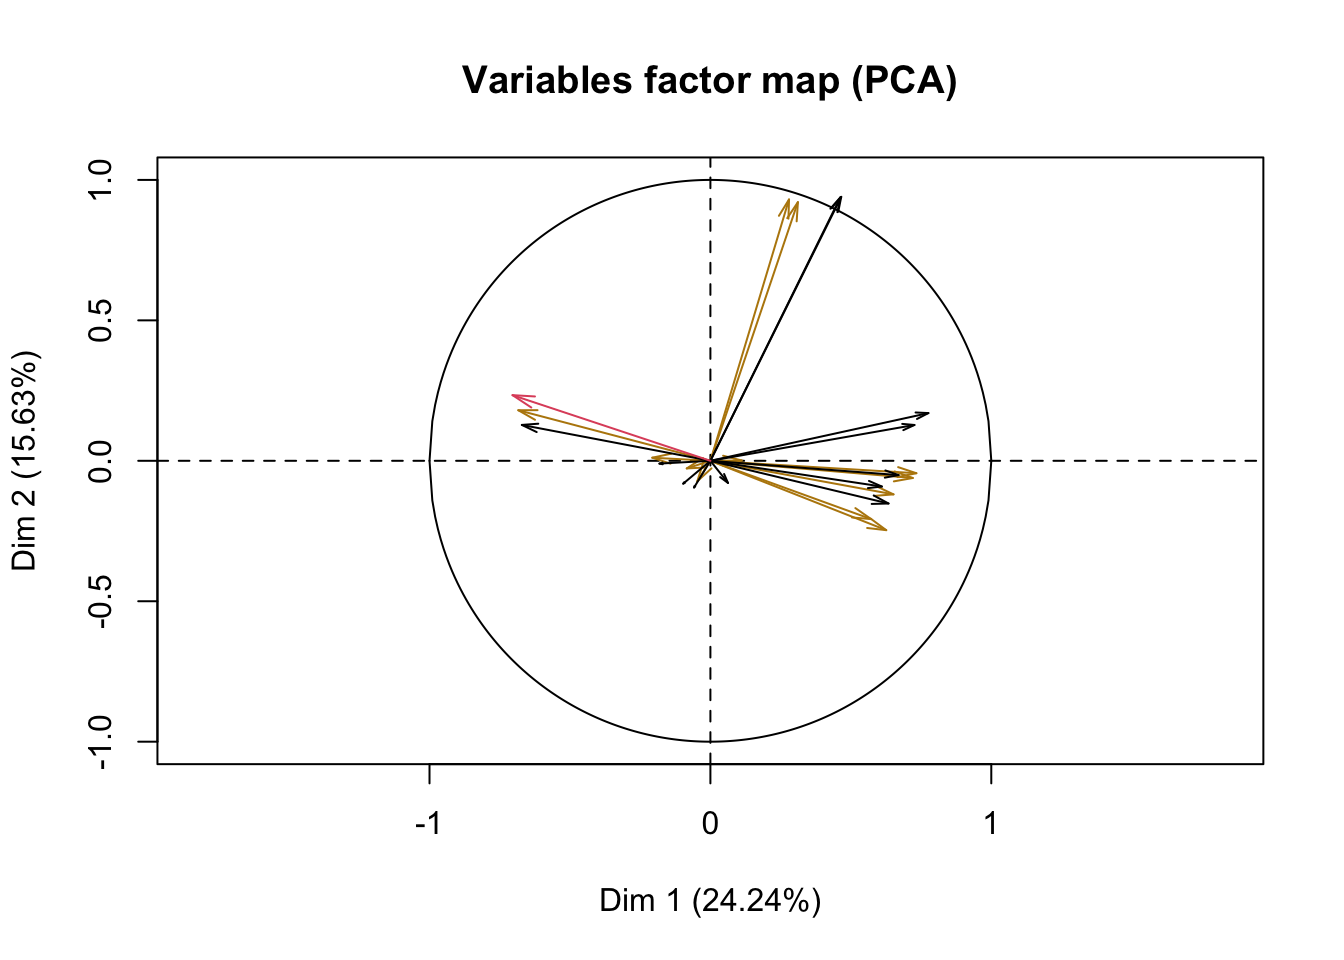 Variables factor map (PCA)
1.0
0.5
0.0
-0.5
-1.0
Dim 2 (15.63%)
-1 0 1
Dim 1 (24.24%)